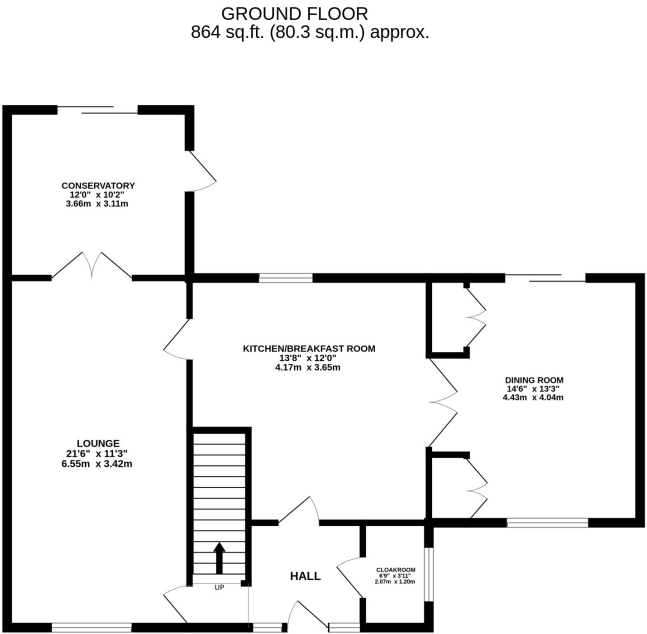 GROUND FLOOR
864 sq.ft. (80.3 sq.m.) approx.
CONSERVATORY
12'0" x 10'2"
3.66m x 3.11m
KITCHEN/BREAKFAST ROOM
13'8" x 12'0"
4.17m x 3.65m
DINING ROOM
14'6" x 13'3"
4.43m x 4.04m
LOUNGE
21'6" x 11'3"
6.55m x 3.42m
HALL
CLOAKROOM
6'9" x 3'11"
2.07m x 1.20m
UP